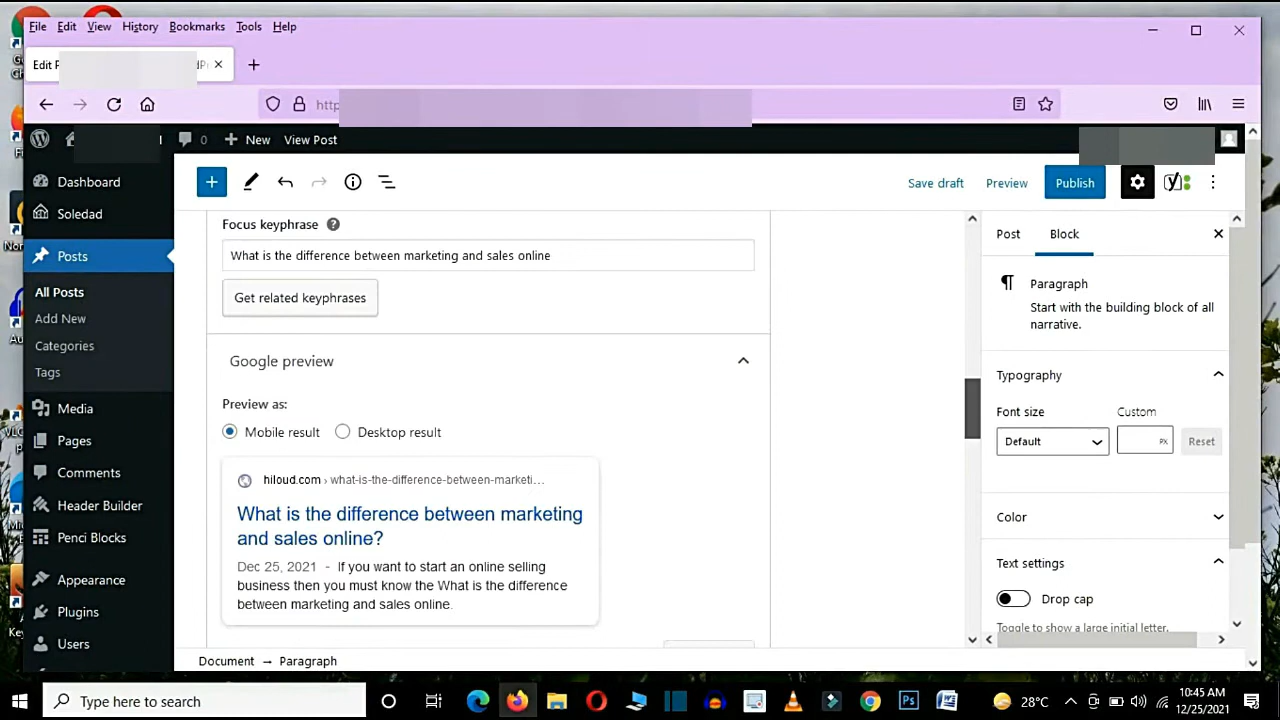 File Edit View History Bookmarks Tools Help
Edit P
http
0 New View Post
Dashboard
Soledad
Posts
All Posts
Add New
Categories
Tags
Media
Pages
Comments
Header Builder
Penci Blocks
Appearance
Plugins
Users
Save draft Preview Publish
Focus keyphrase
What is the difference between marketing and sales online
Get related keyphrases
Google preview
Preview as:
Mobile result Desktop result
hiloud.com › what-is-the-difference-between-marketi...
What is the difference between marketing
and sales online?
Dec 25, 2021 - If you want to start an online selling
business then you must know the What is the difference
between marketing and sales online.
Document → Paragraph
Post Block
Paragraph
Start with the building block of all
narrative.
Typography
Font size Custom
Default PX Reset
Color
Text settings
Drop cap
Toggle to show a large initial letter.
Type here to search
28°C
10:45 AM
12/25/2021